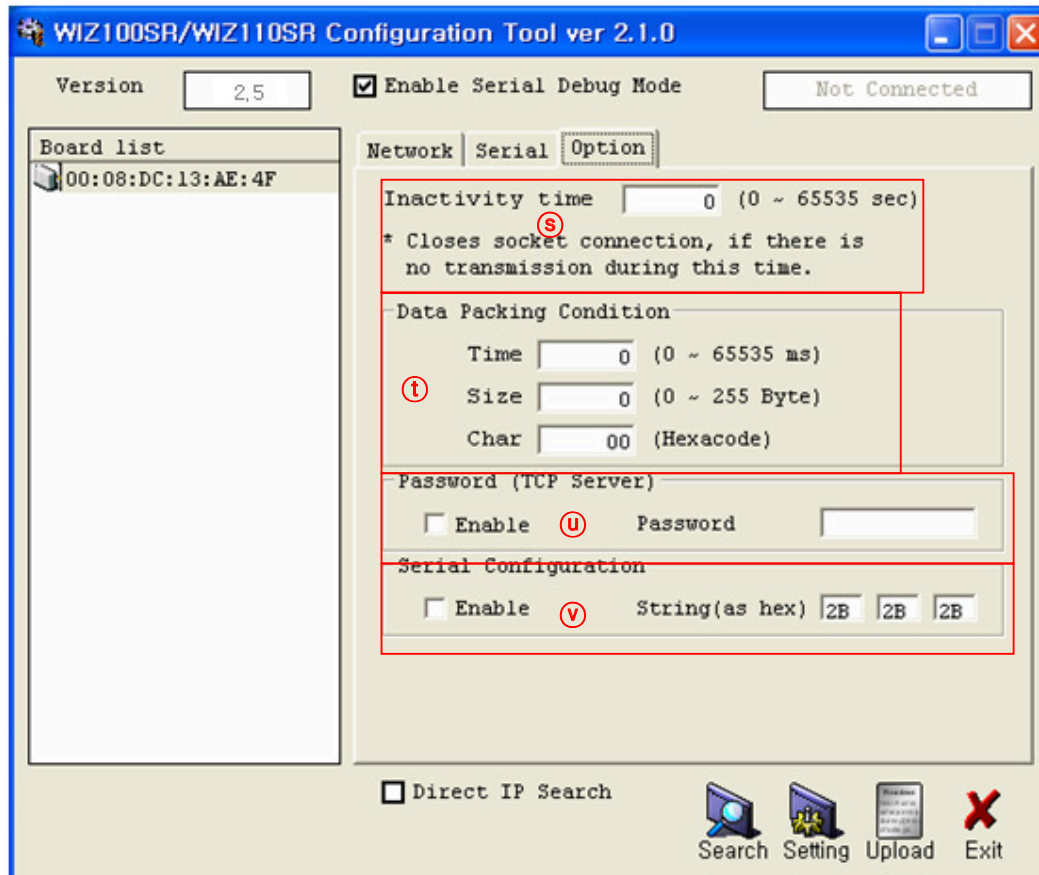 WIZ100SR/WIZ110SR Configuration Tool ver 2.1.0
Version 2,5 Enable Serial Debug Mode Not Connected
Board list
00:08:DC:13:AE:4F
Network Serial Option
Inactivity time 0 (0 ~ 65535 sec)
ⓢ
* Closes socket connection, if there is
no transmission during this time.
Data Packing Condition
Time 0 (0 ~ 65535 ms)
ⓣ Size 0 (0 ~ 255 Byte)
Char 00 (Hexacode)
Password (TCP Server)
Enable ⓤ Password
Serial Configuration
Enable ⓥ String(as hex) 2B 2B 2B
Direct IP Search
Search Setting Upload Exit